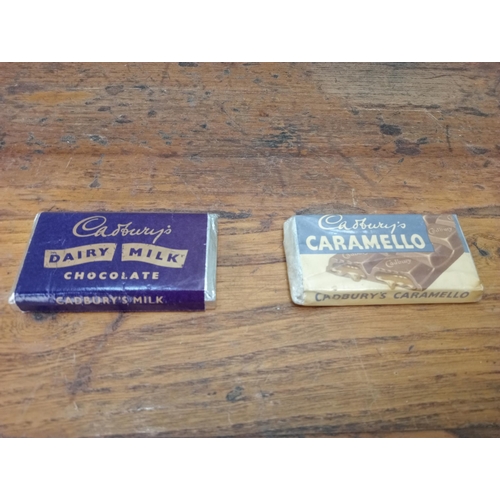 Cadbury's
DAIRY MILK
CHOCOLATE
CADBURY'S MILK
Cadbury's
CARAMELLO
CADBURY'S CARAMELLO